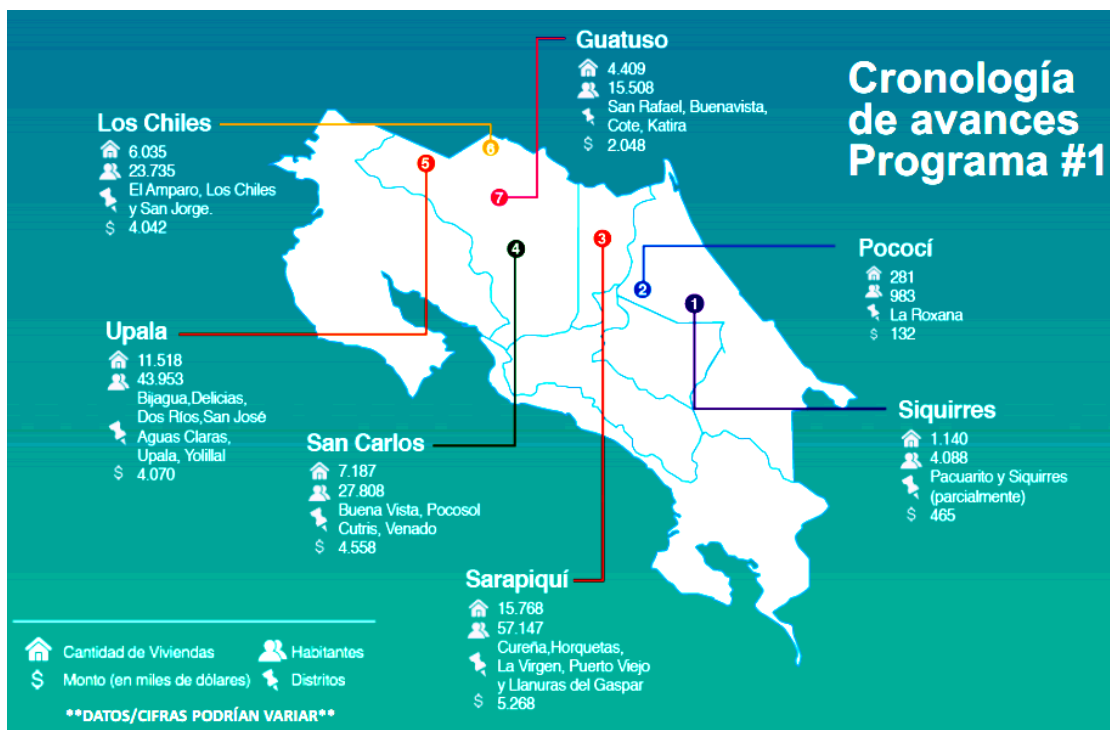 Cronología
de avances
Programa #1
Guatuso
4.409
15.508
San Rafael, Buenavista,
Cote, Katira
$ 2.048
Los Chiles
6.035
23.735
El Amparo, Los Chiles
y San Jorge.
$ 4.042
6
5
7
4
3
2
1
Pococí
281
983
La Roxana
$ 132
Upala
11.518
43.953
Bijagua,Delicias,
Dos Ríos,San José
Aguas Claras,
Upala, Yolillal
$ 4.070
San Carlos
7.187
27.808
Buena Vista, Pocosol
Cutris, Venado
$ 4.558
Siquirres
1.140
4.088
Pacuarito y Siquirres
(parcialmente)
$ 465
Sarapiquí
15.768
57.147
Cureña,Horquetas,
La Virgen, Puerto Viejo
y Llanuras del Gaspar
$ 5.268
Cantidad de Viviendas
Habitantes
$ Monto (en miles de dólares)
Distritos
**DATOS/CIFRAS PODRÍAN VARIAR**